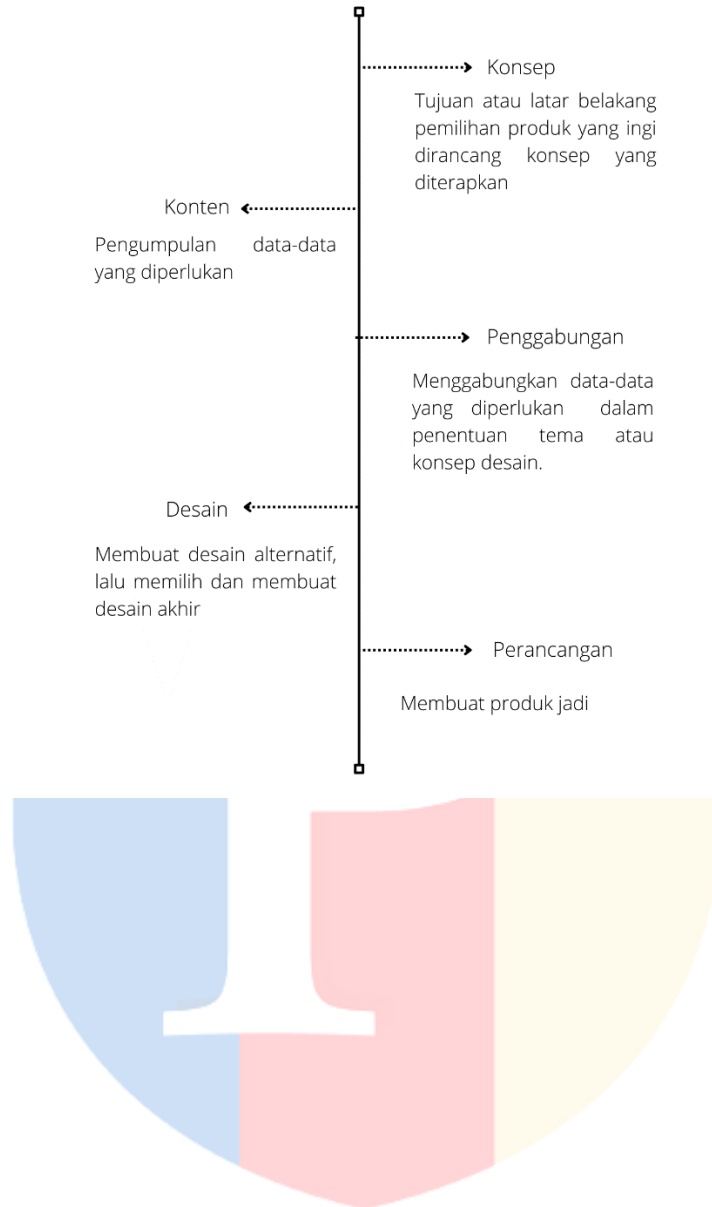 Konsep
Tujuan atau latar belakang
pemilihan produk yang ingi
dirancang konsep yang
diterapkan
Konten
Pengumpulan data-data
yang diperlukan
Penggabungan
Menggabungkan data-data
yang diperlukan dalam
penentuan tema atau
konsep desain.
Desain
Membuat desain alternatif,
lalu memilih dan membuat
desain akhir
Perancangan
Membuat produk jadi